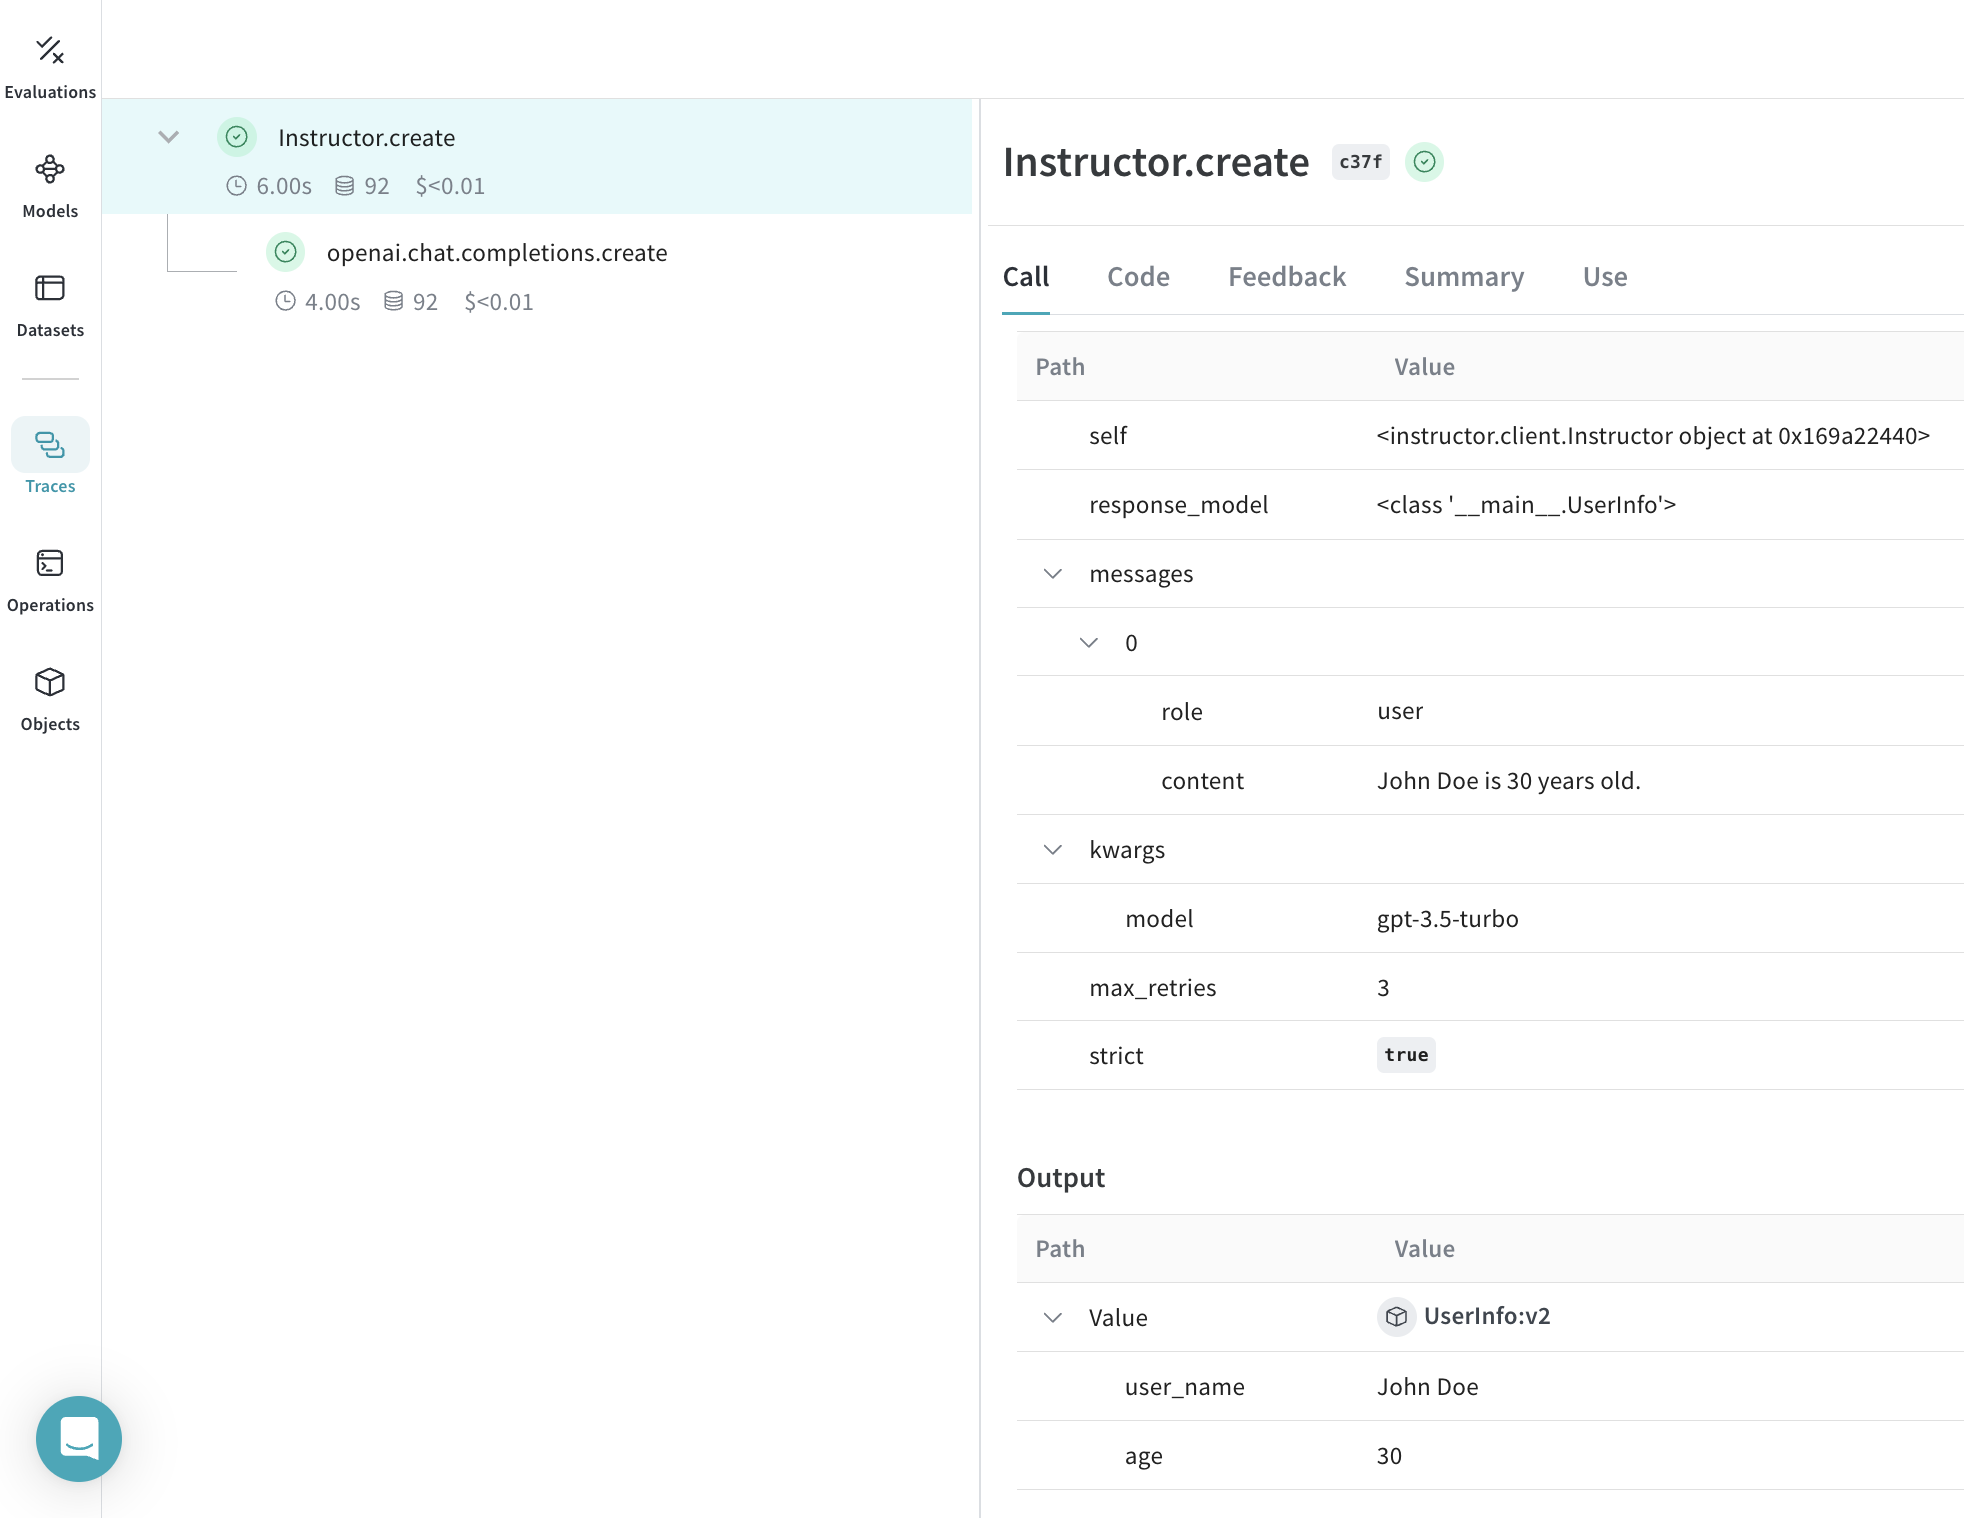 Evaluations
Models
Datasets
Traces
Operations
Objects
Instructor.create
6.00s 92 $<0.01
openai.chat.completions.create
4.00s 92 $<0.01
Instructor.create c37f
Call Code Feedback Summary Use
Path Value
self <instructor.client.Instructor object at 0x169a22440>
response_model <class '__main__.UserInfo'>
messages
0
role user
content John Doe is 30 years old.
kwargs
model gpt-3.5-turbo
max_retries 3
strict true
Output
Path Value
Value UserInfo:v2
user_name John Doe
age 30